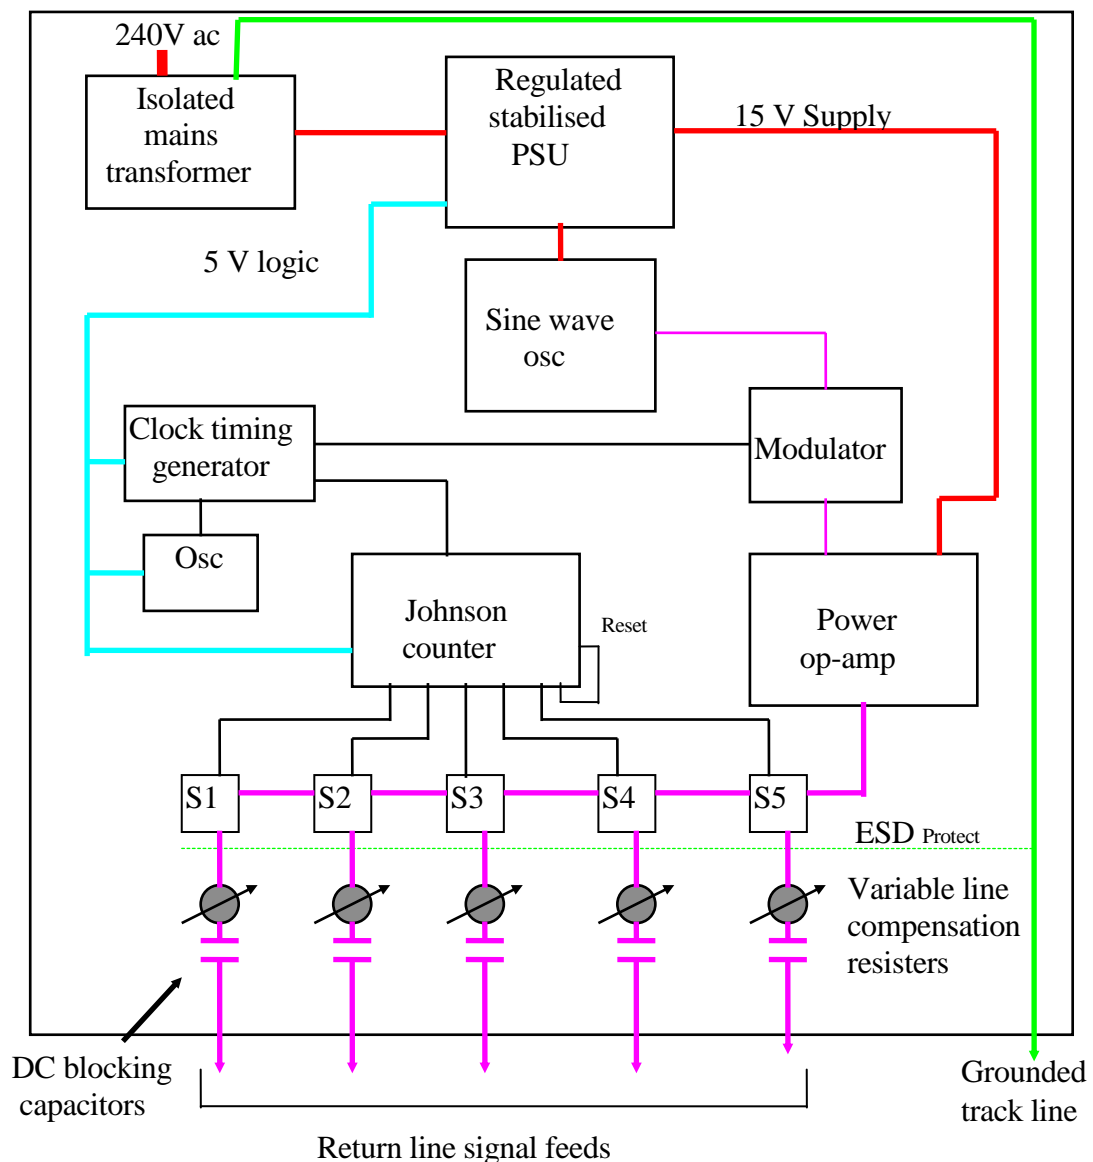 240V ac
Isolated
mains
transformer
Regulated
stabilised
PSU
15 V Supply
5 V logic
Sine wave
osc
Clock timing
generator
Modulator
Osc
Johnson
counter
Reset
Power
op-amp
S1
S2
S3
S4
S5
ESD Protect
Variable line
compensation
resisters
DC blocking
capacitors
Grounded
track line
Return line signal feeds